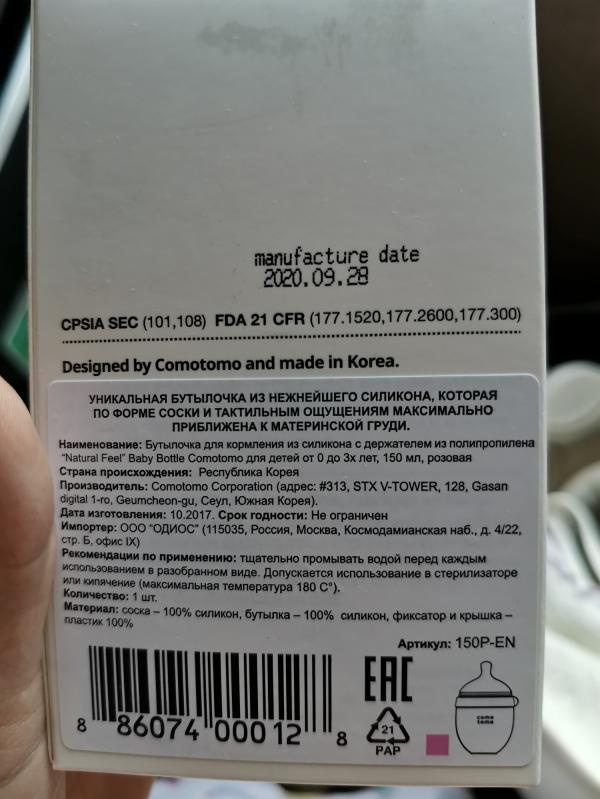 manufacture date
2020.09.28
CPSIA SEC (101,108) FDA 21 CFR (177.1520,177.2600,177.300)
Designed by Comotomo and made in Korea.
УНИКАЛЬНАЯ БУТЫЛОЧКА ИЗ НЕЖНЕЙШЕГО СИЛИКОНА, КОТОРАЯ
ПО ФОРМЕ СОСКИ И ТАКТИЛЬНЫМ ОЩУЩЕНИЯМ МАКСИМАЛЬНО
ПРИБЛИЖЕНА К МАТЕРИНСКОЙ ГРУДИ.
Наименование: Бутылочка для кормления из силикона с держателем из полипропилена
"Natural Feel" Baby Bottle Comotomo для детей от 0 до 3х лет, 150 мл, розовая
Страна происхождения: Республика Корея
Производитель: Comotomo Corporation (адрес: #313, STX V-TOWER, 128, Gasan
digital 1-ro, Geumcheon-gu, Сеул, Южная Корея).
Дата изготовления: 10.2017. Срок годности: Не ограничен
Импортер: ООО "ОДИОС" (115035, Россия, Москва, Космодамианская наб., д. 4/22,
стр. Б, офис IX)
Рекомендации по применению: тщательно промывать водой перед каждым
использованием в разобранном виде. Допускается использование в стерилизаторе
или кипячение (максимальная температура 180 С°).
Количество: 1 шт.
Материал: соска – 100% силикон, бутылка – 100% силикон, фиксатор и крышка –
пластик 100%
Артикул: 150P-EN
EAC
como
tomo
21
PAP
8 86074 00012 8